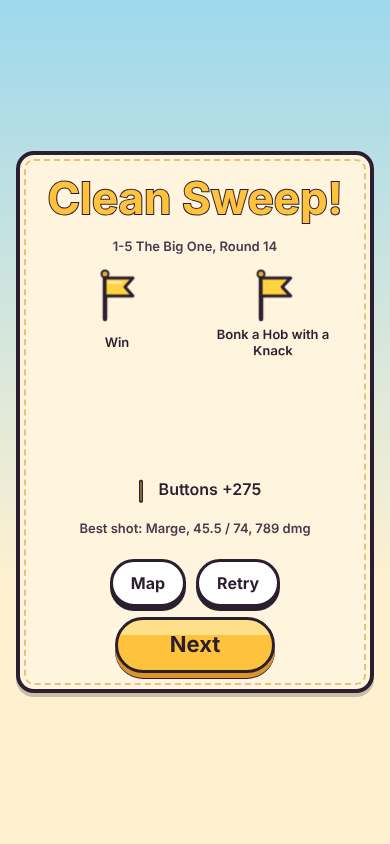 Clean Sweep!
1-5 The Big One, Round 14
Win
Bonk a Hob with a
Knack
Buttons +275
Best shot: Marge, 45.5 / 74, 789 dmg
Map
Retry
Next